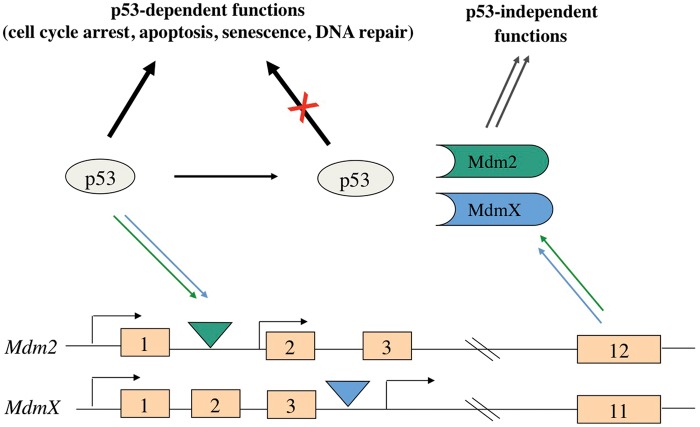 p53-dependent functions
(cell cycle arrest, apoptosis, senescence, DNA repair)
p53-independent
functions
p53
p53
Mdm2
MdmX
Mdm2
1
2
3
12
MdmX
1
2
3
11